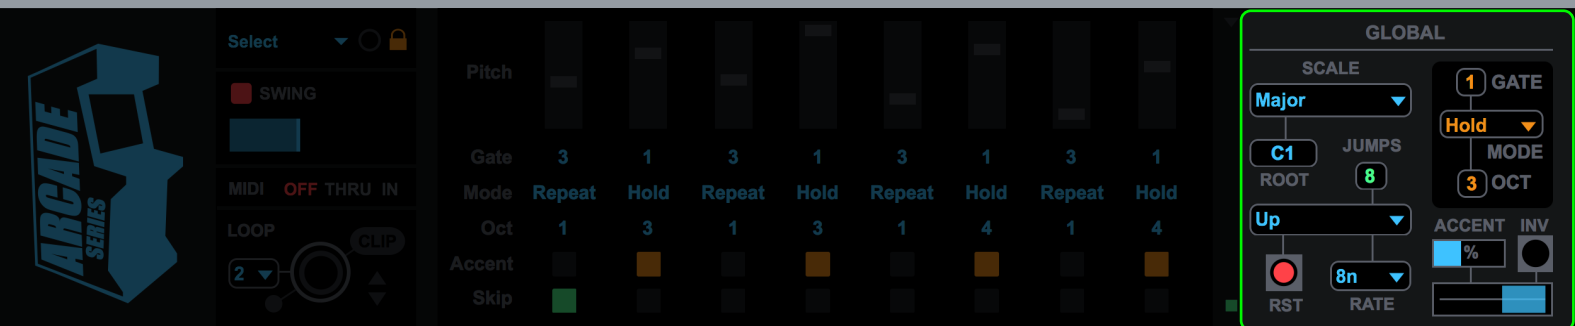 ARCADE
SERIES
Select
SWING
MIDI OFF THRU IN
LOOP
CLIP
2
Pitch
Gate 3 1 3 1 3 1 3 1
Mode Repeat Hold Repeat Hold Repeat Hold Repeat Hold
Oct 1 3 1 3 1 4 1 4
Accent
Skip
GLOBAL
SCALE
Major
C1
ROOT
JUMPS
8
Up
RST
8n
RATE
1 GATE
Hold
MODE
3 OCT
ACCENT INV
%